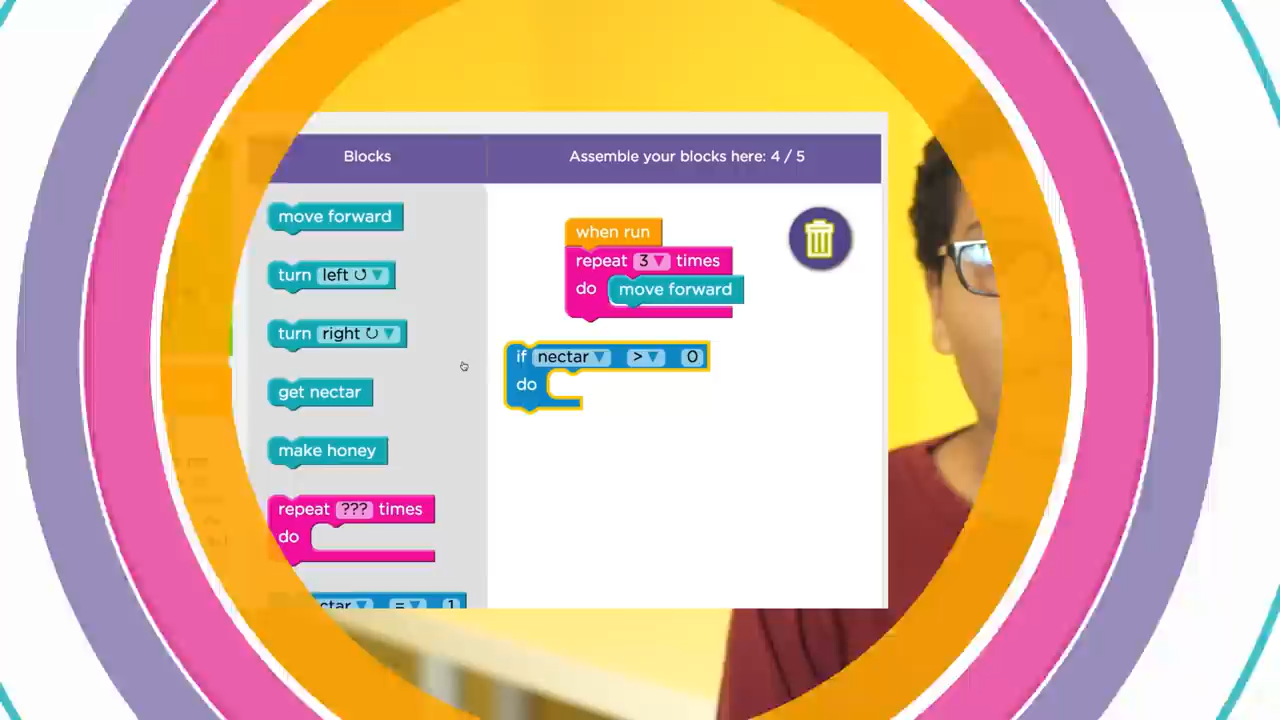 Blocks
Assemble your blocks here: 4 / 5
move forward
turn left
turn right
get nectar
make honey
repeat ??? times
do
= 1
when run
repeat 3 times
do move forward
if nectar > 0
do